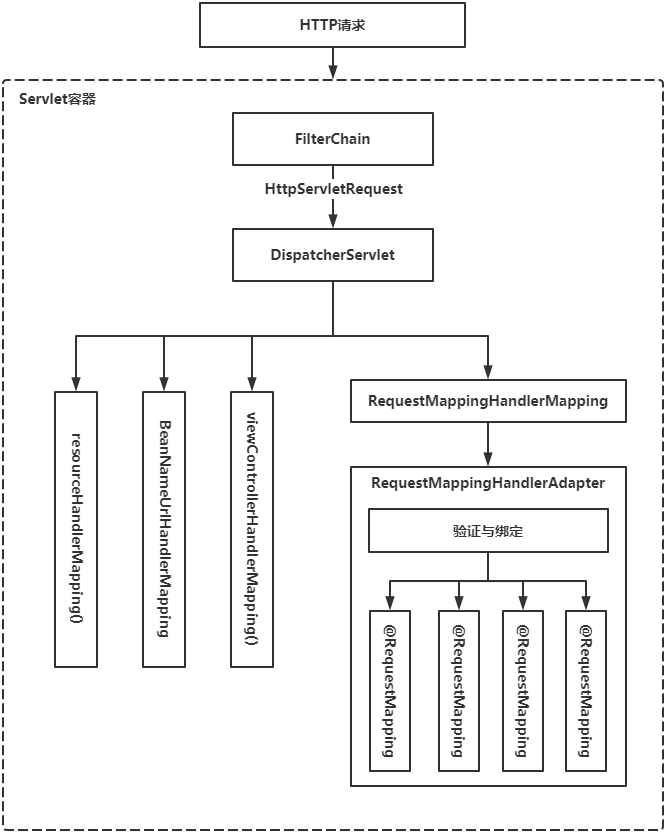 HTTP请求
Servlet容器
FilterChain
HttpServletRequest
DispatcherServlet
resourceHandlerMapping()
BeanNameUrlHandlerMapping
viewControllerHandlerMapping()
RequestMappingHandlerMapping
RequestMappingHandlerAdapter
验证与绑定
@RequestMapping
@RequestMapping
@RequestMapping
@RequestMapping